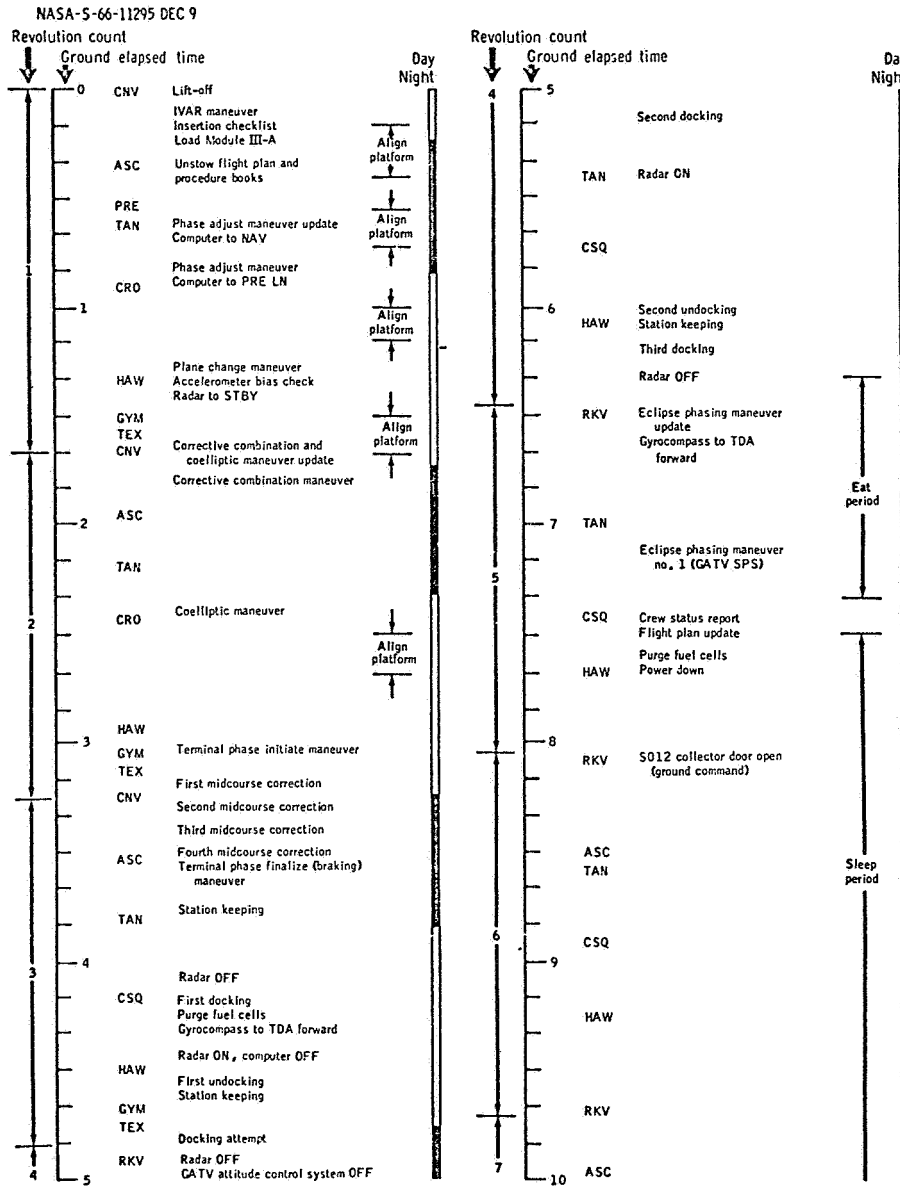 NASA-S-66-11295 DEC 9
Revolution count
Ground elapsed time
Day
Night
0
CNV
Lift-off
IVAR maneuver
Insertion checklist
Load Module III-A
Align
platform
ASC
Unstow flight plan and
procedure books
PRE
TAN
Phase adjust maneuver update
Computer to NAV
Align
platform
1
Phase adjust maneuver
CRO
Computer to PRE LN
1
Align
platform
Plane change maneuver
HAW
Accelerometer bias check
Radar to STBY
GYM
TEX
CNV
Corrective combination and
coelliptic maneuver update
Align
platform
Corrective combination maneuver
2
ASC
TAN
2
CRO
Coelliptic maneuver
Align
platform
HAW
3
GYM
Terminal phase initiate maneuver
TEX
First midcourse correction
CNV
Second midcourse correction
Third midcourse correction
ASC
Fourth midcourse correction
Terminal phase finalize (braking)
maneuver
TAN
Station keeping
3
4
Radar OFF
CSQ
First docking
Purge fuel cells
Gyrocompass to TDA forward
Radar ON, computer OFF
HAW
First undocking
Station keeping
GYM
TEX
Docking attempt
4
RKV
Radar OFF
GATV attitude control system OFF
5
Revolution count
Ground elapsed time
Da
Nigh
4
5
Second docking
TAN
Radar ON
CSQ
6
HAW
Second undocking
Station keeping
Third docking
Radar OFF
RKV
Eclipse phasing maneuver
update
Gyrocompass to TDA
forward
Eat
period
7
TAN
5
Eclipse phasing maneuver
no. 1 (GATV SPS)
CSQ
Crew status report
Flight plan update
Purge fuel cells
HAW
Power down
8
RKV
S012 collector door open
(ground command)
ASC
TAN
Sleep
period
6
CSQ
9
HAW
RKV
7
ASC
10